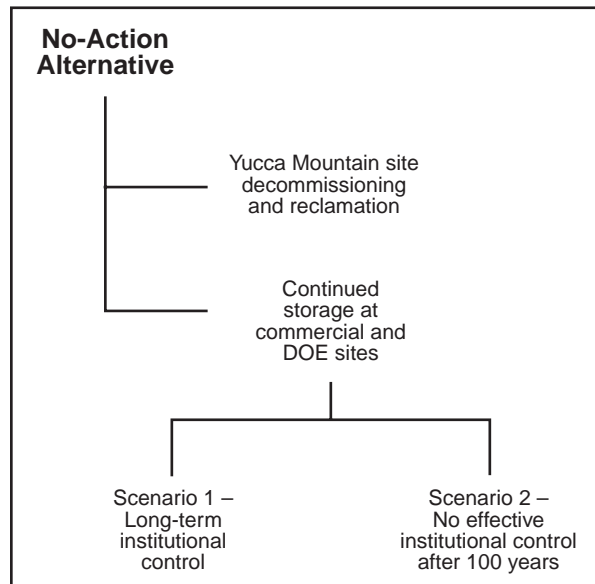 No-Action
Alternative
Yucca Mountain site
decommissioning
and reclamation
Continued
storage at
commercial and
DOE sites
Scenario 1 –
Long-term
institutional
control
Scenario 2 –
No effective
institutional control
after 100 years